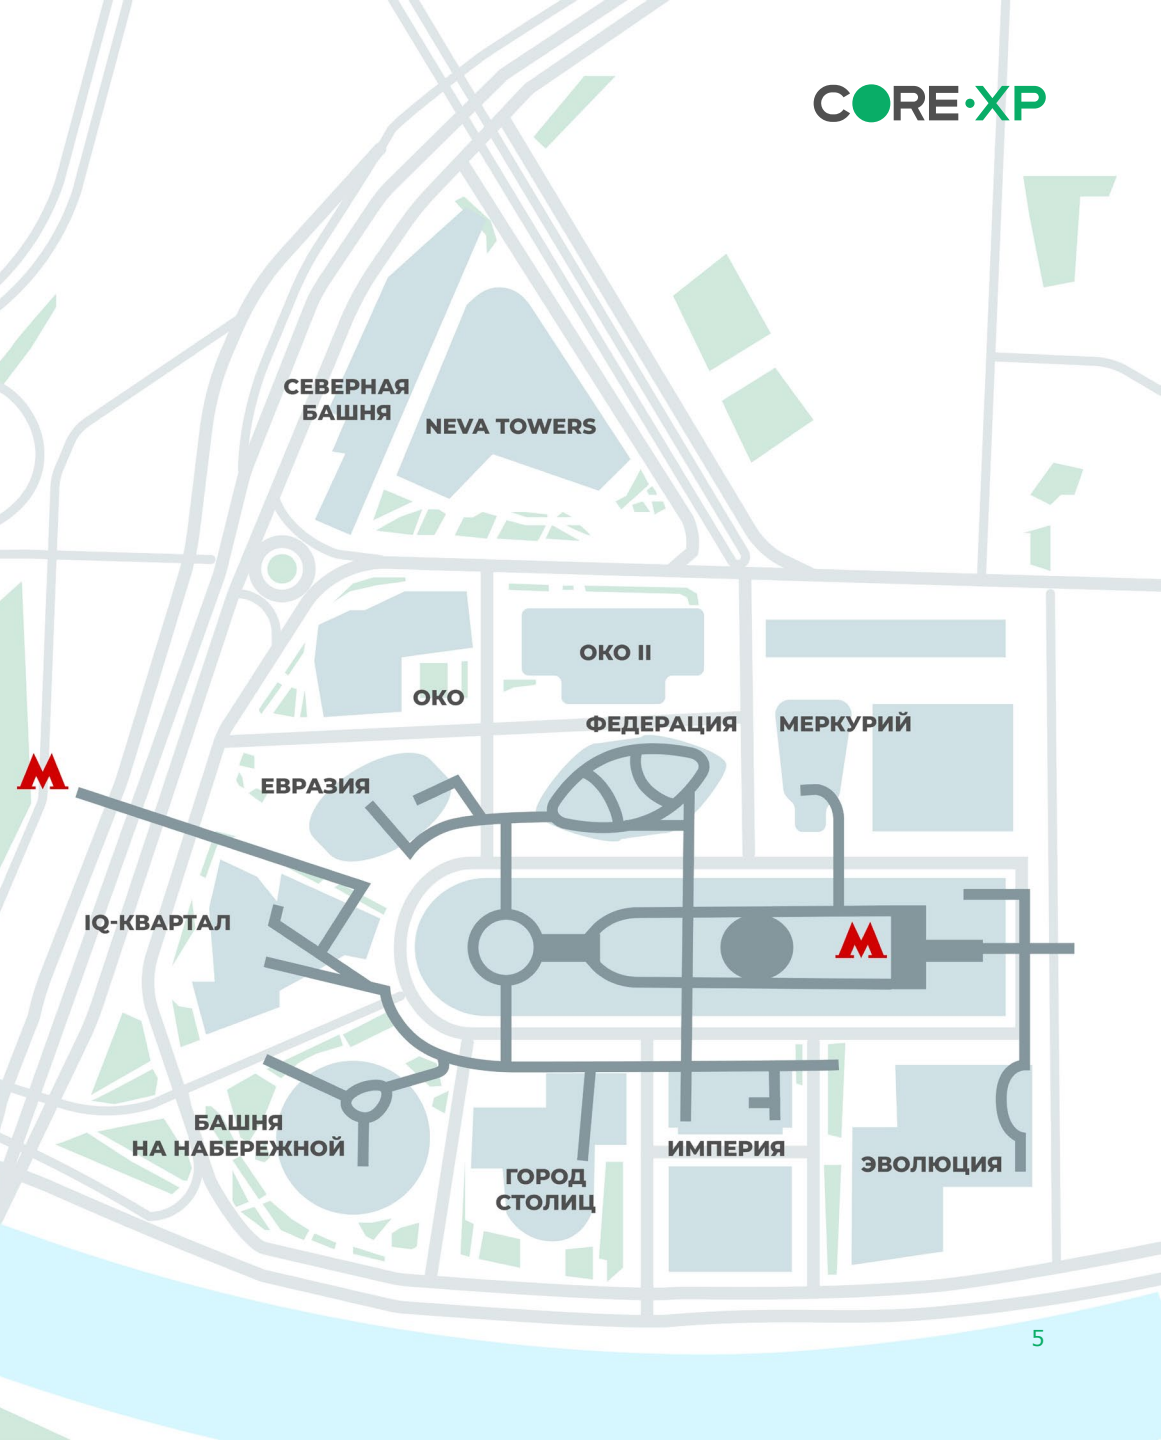 CORE·XP
СЕВЕРНАЯ
БАШНЯ
NEVA TOWERS
ОКО II
ОКО
ФЕДЕРАЦИЯ
МЕРКУРИЙ
ЕВРАЗИЯ
IQ-КВАРТАЛ
БАШНЯ
НА НАБЕРЕЖНОЙ
ГОРОД
СТОЛИЦ
ИМПЕРИЯ
ЭВОЛЮЦИЯ
5